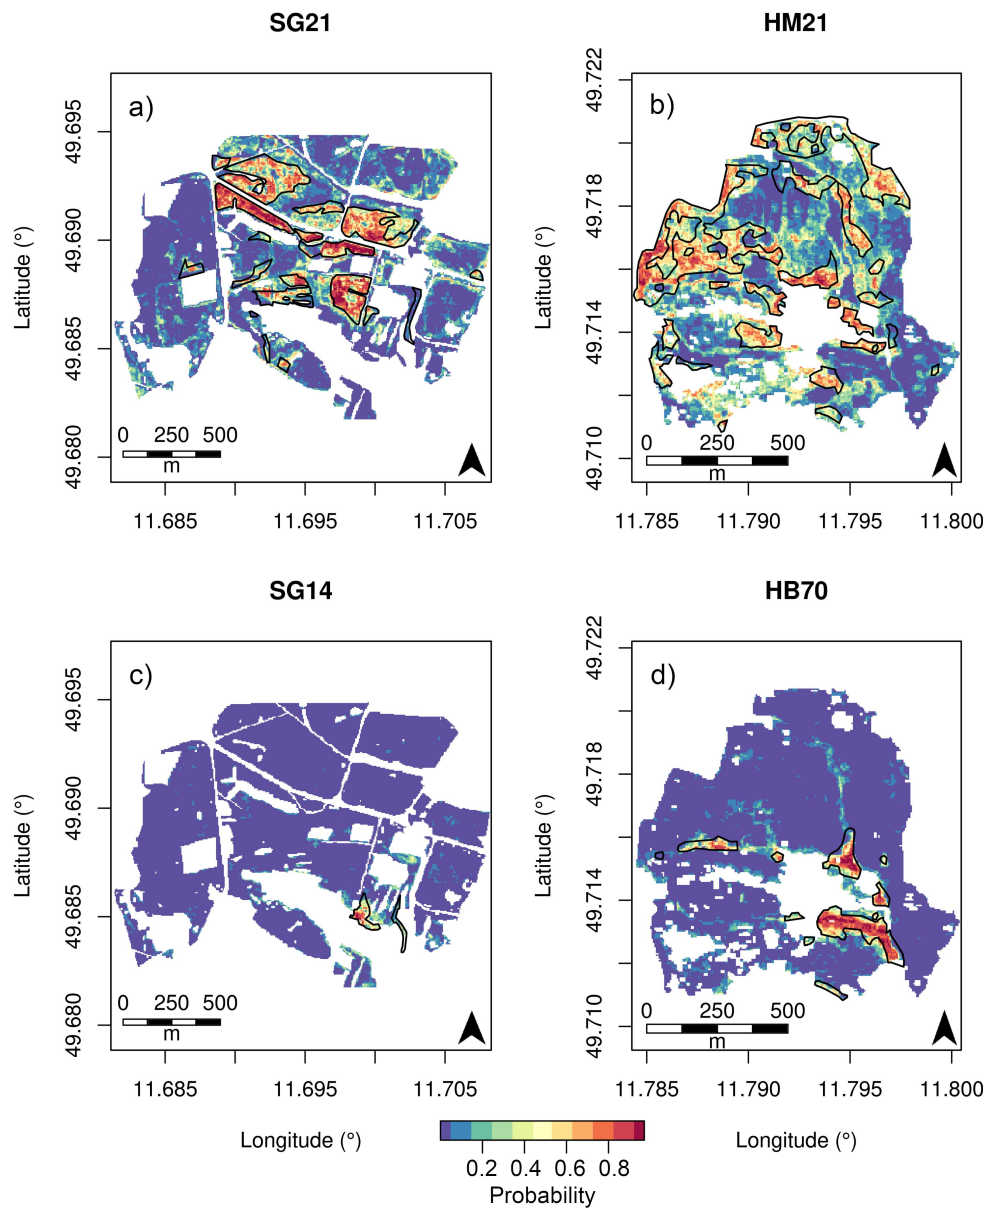 SG21
HM21
a)
b)
Latitude (°)
49.695
49.690
49.685
49.680
0 250 500
m
11.685 11.695 11.705
Latitude (°)
49.722
49.718
49.714
49.710
0 250 500
m
11.785 11.790 11.795 11.800
SG14
HB70
c)
d)
Latitude (°)
49.695
49.690
49.685
49.680
0 250 500
m
11.685 11.695 11.705
Latitude (°)
49.722
49.718
49.714
49.710
0 250 500
m
11.785 11.790 11.795 11.800
Longitude (°)
Longitude (°)
0.2 0.4 0.6 0.8
Probability